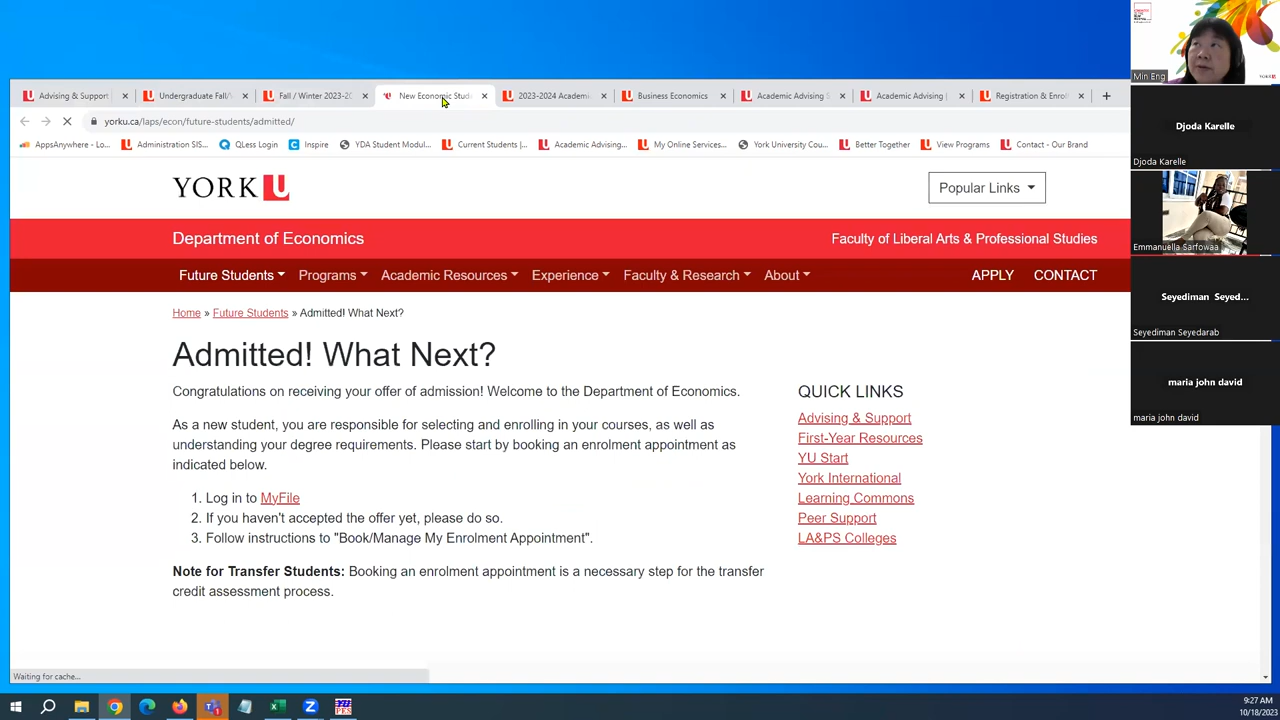 Advising & Support
Undergraduate Fall/
Fall / Winter 2023-20
New Economic Stud
2023-2024 Academi
Business Economics
Academic Advising S
Academic Advising |
Registration & Enrol
yorku.ca/laps/econ/future-students/admitted/
AppsAnywhere - Lo...
Administration SIS...
QLess Login
Inspire
YDA Student Modul...
Current Students |...
Academic Advising...
My Online Services...
York University Cou...
Better Together
View Programs
Contact - Our Brand
YORK U
Popular Links
Department of Economics
Faculty of Liberal Arts & Professional Studies
Future Students
Programs
Academic Resources
Experience
Faculty & Research
About
APPLY
CONTACT
Home » Future Students » Admitted! What Next?
Admitted! What Next?
Congratulations on receiving your offer of admission! Welcome to the Department of Economics.
As a new student, you are responsible for selecting and enrolling in your courses, as well as
understanding your degree requirements. Please start by booking an enrolment appointment as
indicated below.
1. Log in to MyFile
2. If you haven't accepted the offer yet, please do so.
3. Follow instructions to "Book/Manage My Enrolment Appointment".
Note for Transfer Students: Booking an enrolment appointment is a necessary step for the transfer
credit assessment process.
QUICK LINKS
Advising & Support
First-Year Resources
YU Start
York International
Learning Commons
Peer Support
LA&PS Colleges
Waiting for cache...
Min Eng
Djoda Karelle
Djoda Karelle
Emmanuella Sarfowaa
Seyediman Seyed...
Seyediman Seyedarab
maria john david
maria john david
9:27 AM
10/18/2023